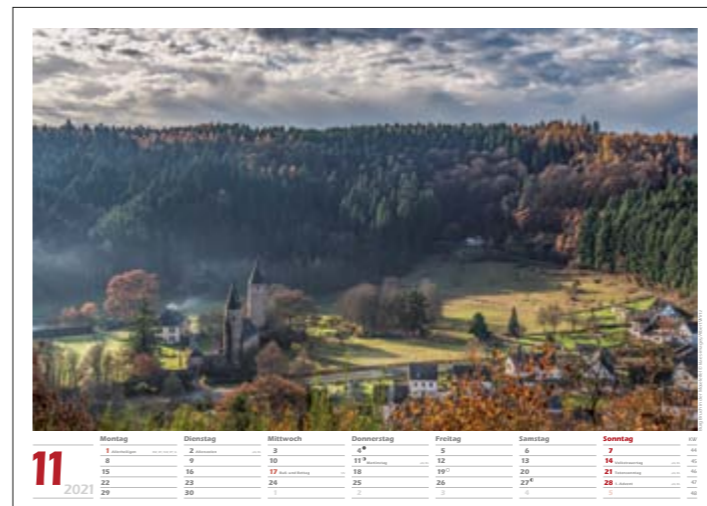 Montag Dienstag Mittwoch Donnerstag Freitag Samstag Sonntag KW
11 2021
1 Allerheiligen 2 Allerseelen 3 4 5 6 7 44
8 9 10 11 Martinstag 12 13 14 Volkstrauertag 45
15 16 17 Buß- und Bettag 18 19 20 21 Totensonntag 46
22 23 24 25 26 27 28 1. Advent 47
29 30 1 2 3 4 5 48